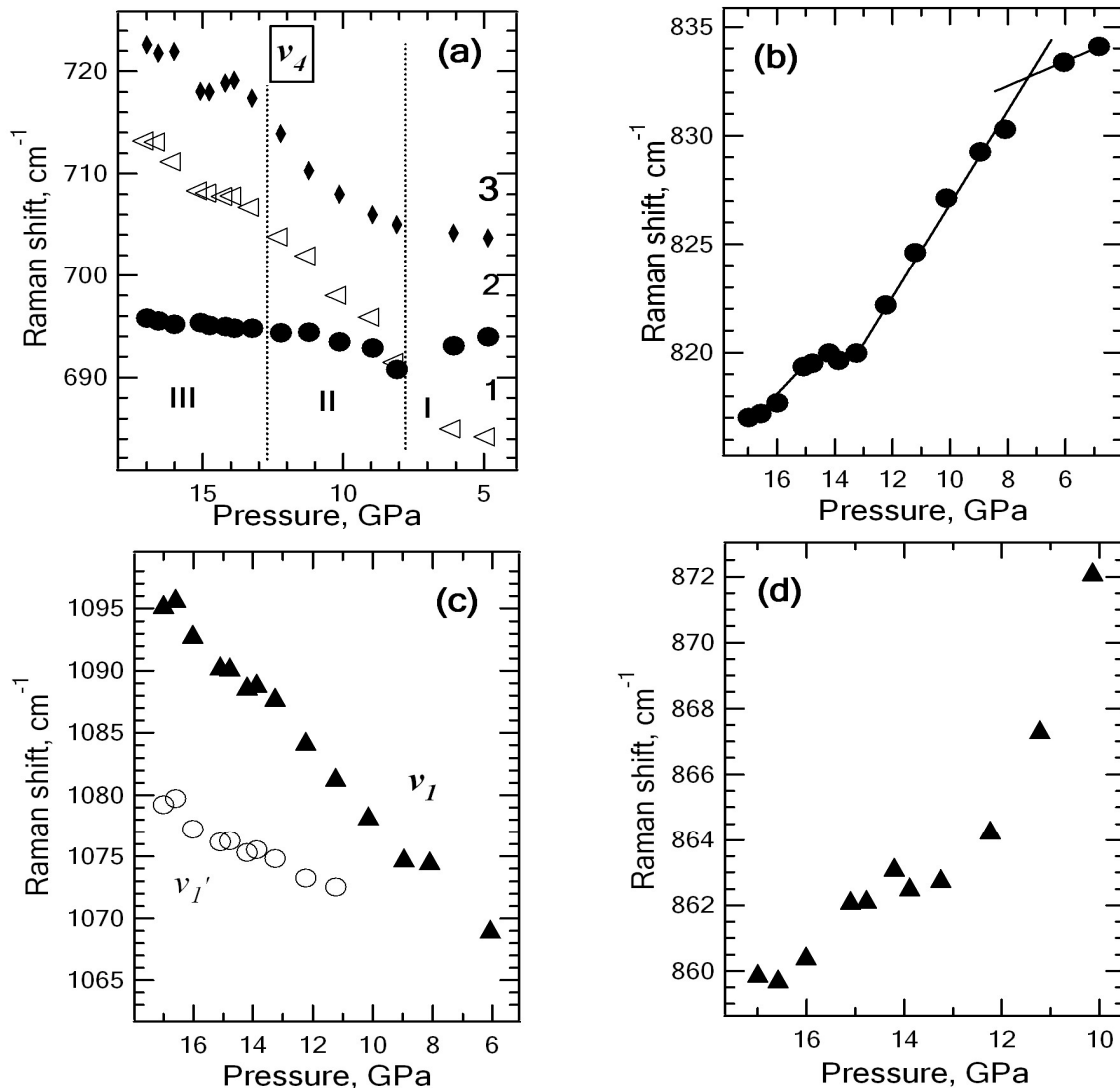 (a)
v4
Raman shift, cm-1
720
710
700
690
3
2
1
III
II
I
15
10
5
Pressure, GPa
(b)
Raman shift, cm-1
835
830
825
820
16
14
12
10
8
6
Pressure, GPa
(c)
Raman shift, cm-1
1095
1090
1085
1080
1075
1070
1065
v1
v1'
16
14
12
10
8
6
Pressure, GPa
(d)
Raman shift, cm-1
872
870
868
866
864
862
860
16
14
12
10
Pressure, GPa